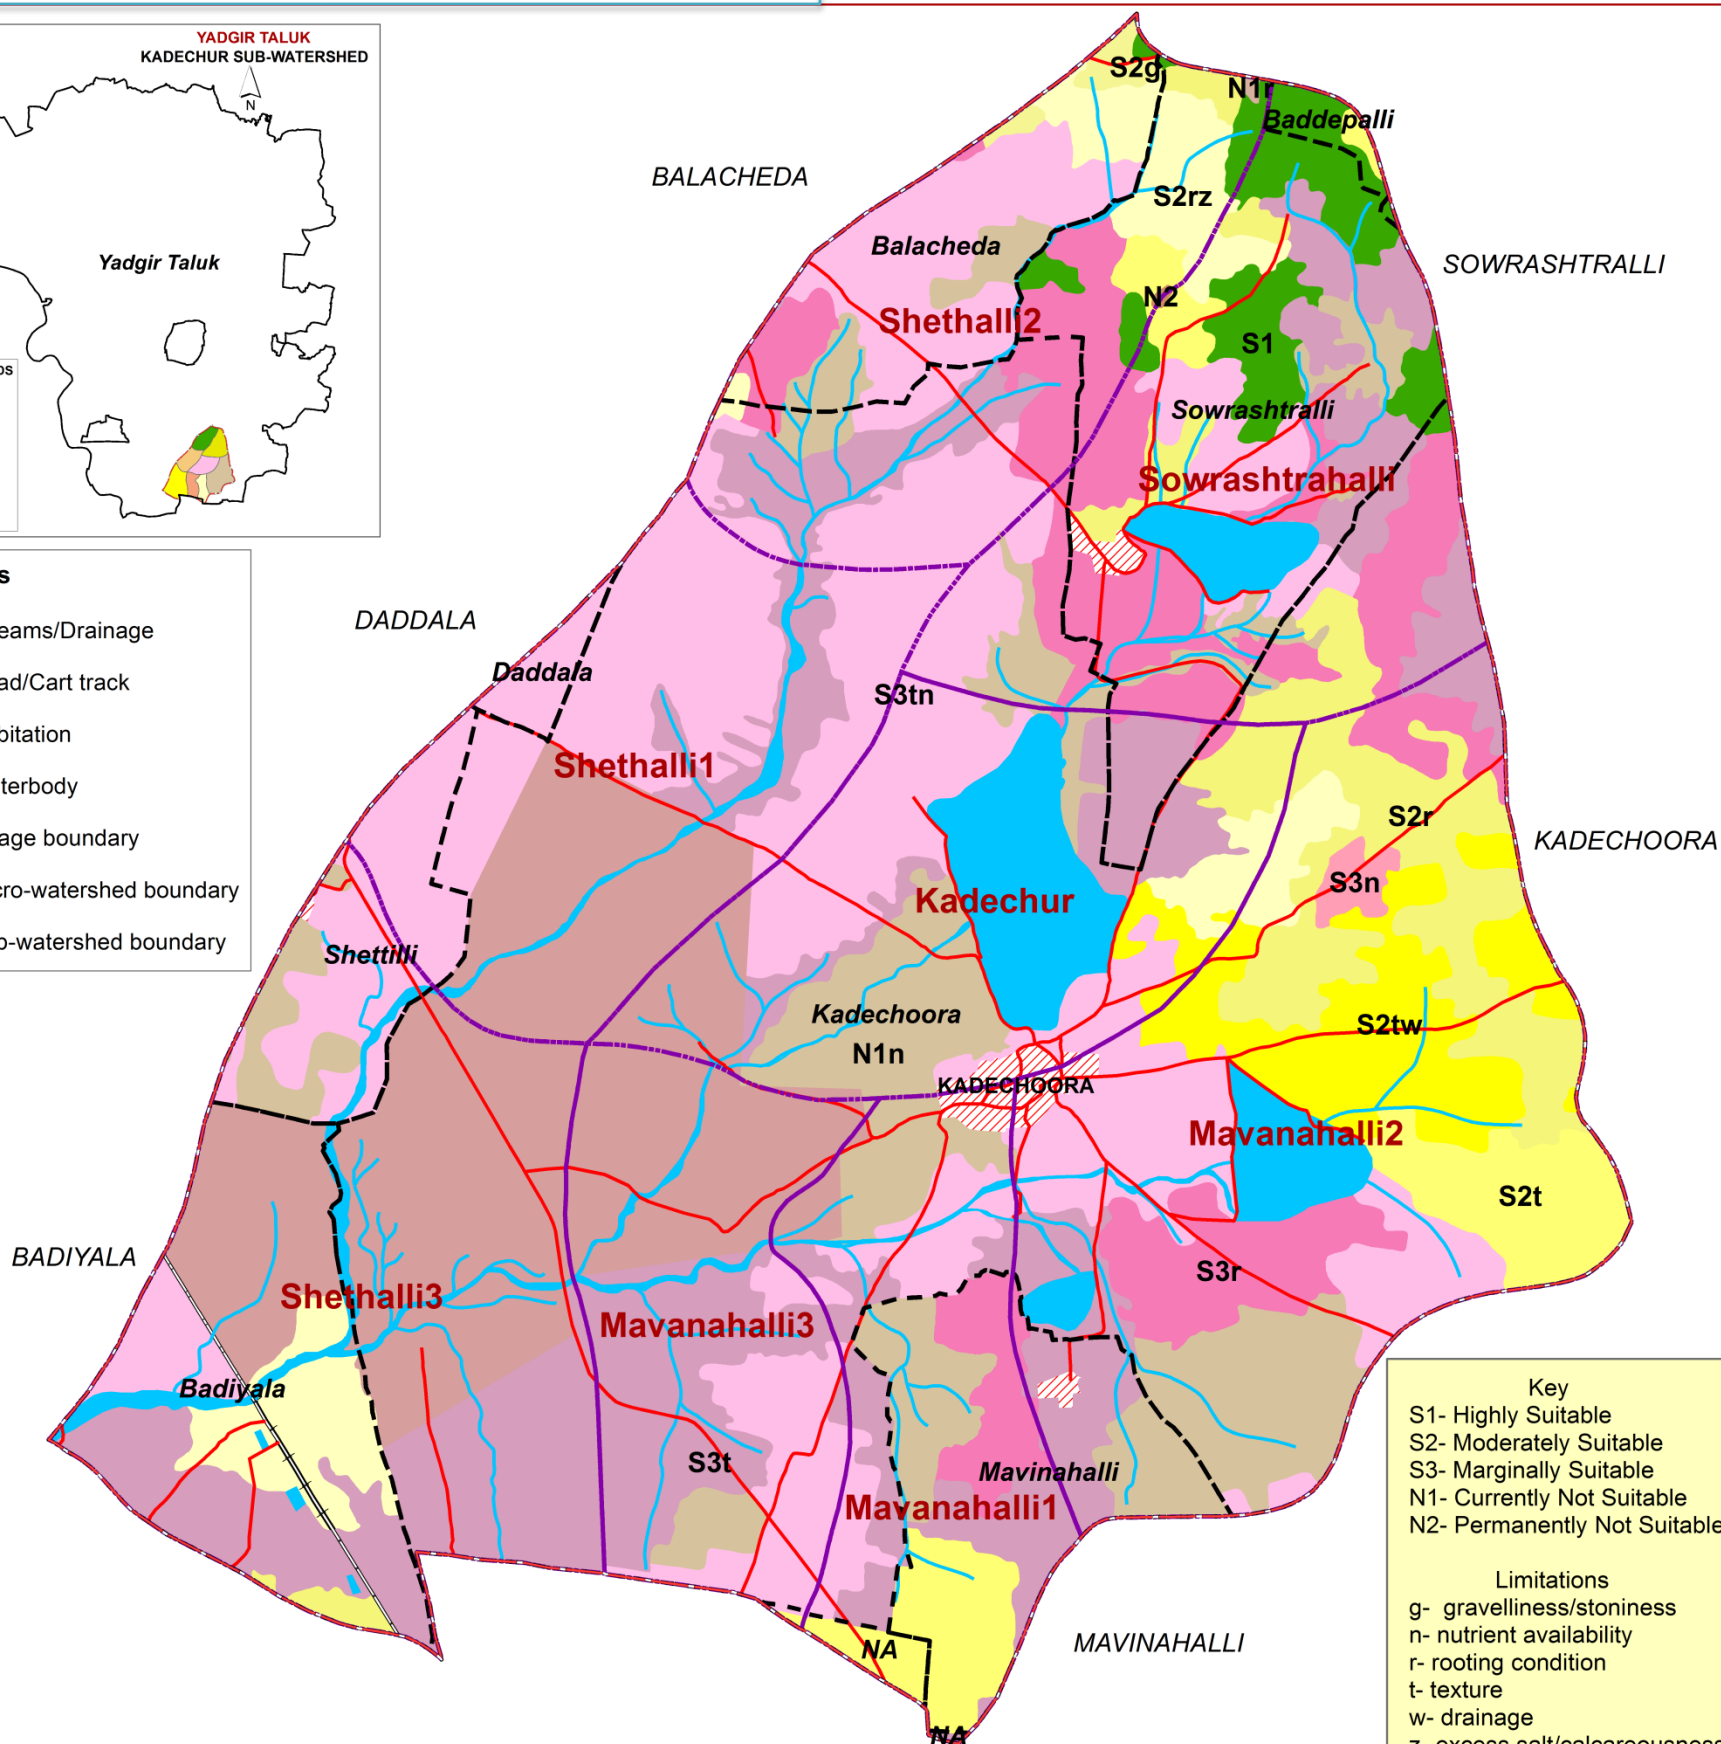 YADGIR TALUK
KADECHUR SUB-WATERSHED
N
Yadgir Taluk
S2g
N1r
Baddepalli
BALACHEDA
S2rz
Balacheda
SOWRASHTRALLI
N2
Shethalli2
S1
Sowrashtralli
Sowrashtrahalli
eams/Drainage
DADDALA
Daddala
ad/Cart track
S3tn
bitation
Shethalli1
terbody
S2r
age boundary
KADECHOORA
S3n
cro-watershed boundary
Kadechur
b-watershed boundary
Shettilli
Kadechoora
S2tw
N1n
KADECHOORA
Mavanahalli2
S2t
BADIYALA
S3r
Shethalli3
Mavanahalli3
Badiyala
S3t
Mavinahalli
Mavanahalli1
NA
MAVINAHALLI
NA
Key
S1- Highly Suitable
S2- Moderately Suitable
S3- Marginally Suitable
N1- Currently Not Suitable
N2- Permanently Not Suitable
Limitations
g- gravelliness/stoniness
n- nutrient availability
r- rooting condition
t- texture
w- drainage
z- excess salt/calcareousness